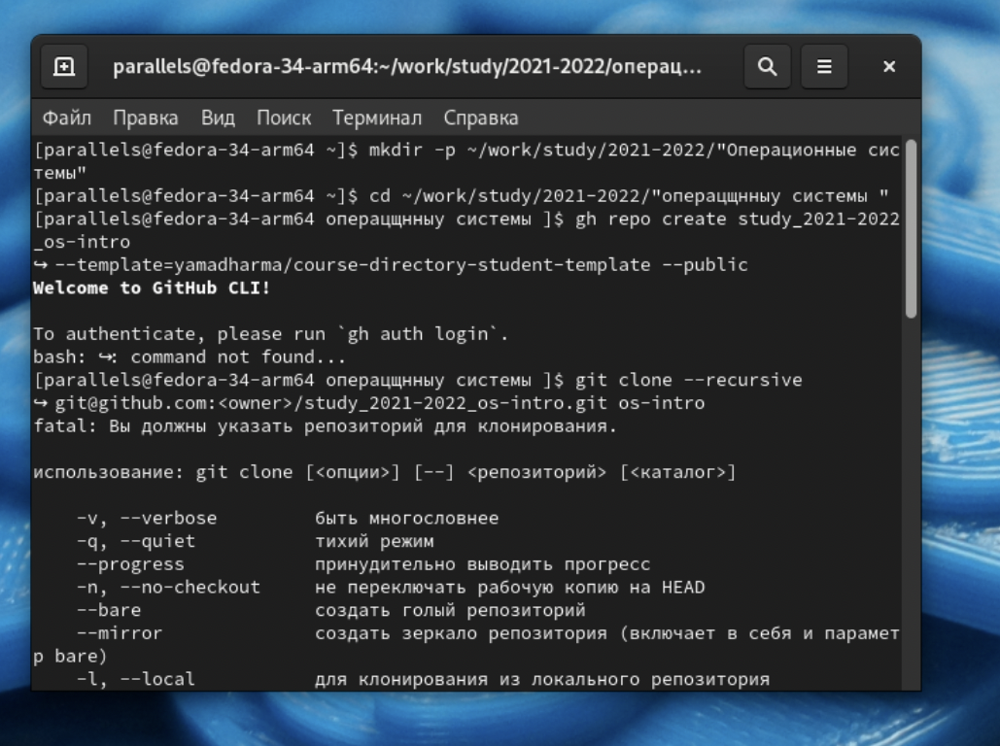 parallels@fedora-34-arm64:~/work/study/2021-2022/операц...
Файл Правка Вид Поиск Терминал Справка
[parallels@fedora-34-arm64 ~]$ mkdir -p ~/work/study/2021-2022/"Операционные сис
темы"
[parallels@fedora-34-arm64 ~]$ cd ~/work/study/2021-2022/"операцщнныу системы "
[parallels@fedora-34-arm64 операцщнныу системы ]$ gh repo create study_2021-2022
_os-intro
↪ --template=yamadharma/course-directory-student-template --public
Welcome to GitHub CLI!
To authenticate, please run `gh auth login`.
bash: ↪: command not found...
[parallels@fedora-34-arm64 операцщнныу системы ]$ git clone --recursive
↪ git@github.com:<owner>/study_2021-2022_os-intro.git os-intro
fatal: Вы должны указать репозиторий для клонирования.
использование: git clone [<опции>] [--] <репозиторий> [<каталог>]
-v, --verbose быть многословнее
-q, --quiet тихий режим
--progress принудительно выводить прогресс
-n, --no-checkout не переключать рабочую копию на HEAD
--bare создать голый репозиторий
--mirror создать зеркало репозитория (включает в себя и парамет
р bare)
-l, --local для клонирования из локального репозитория